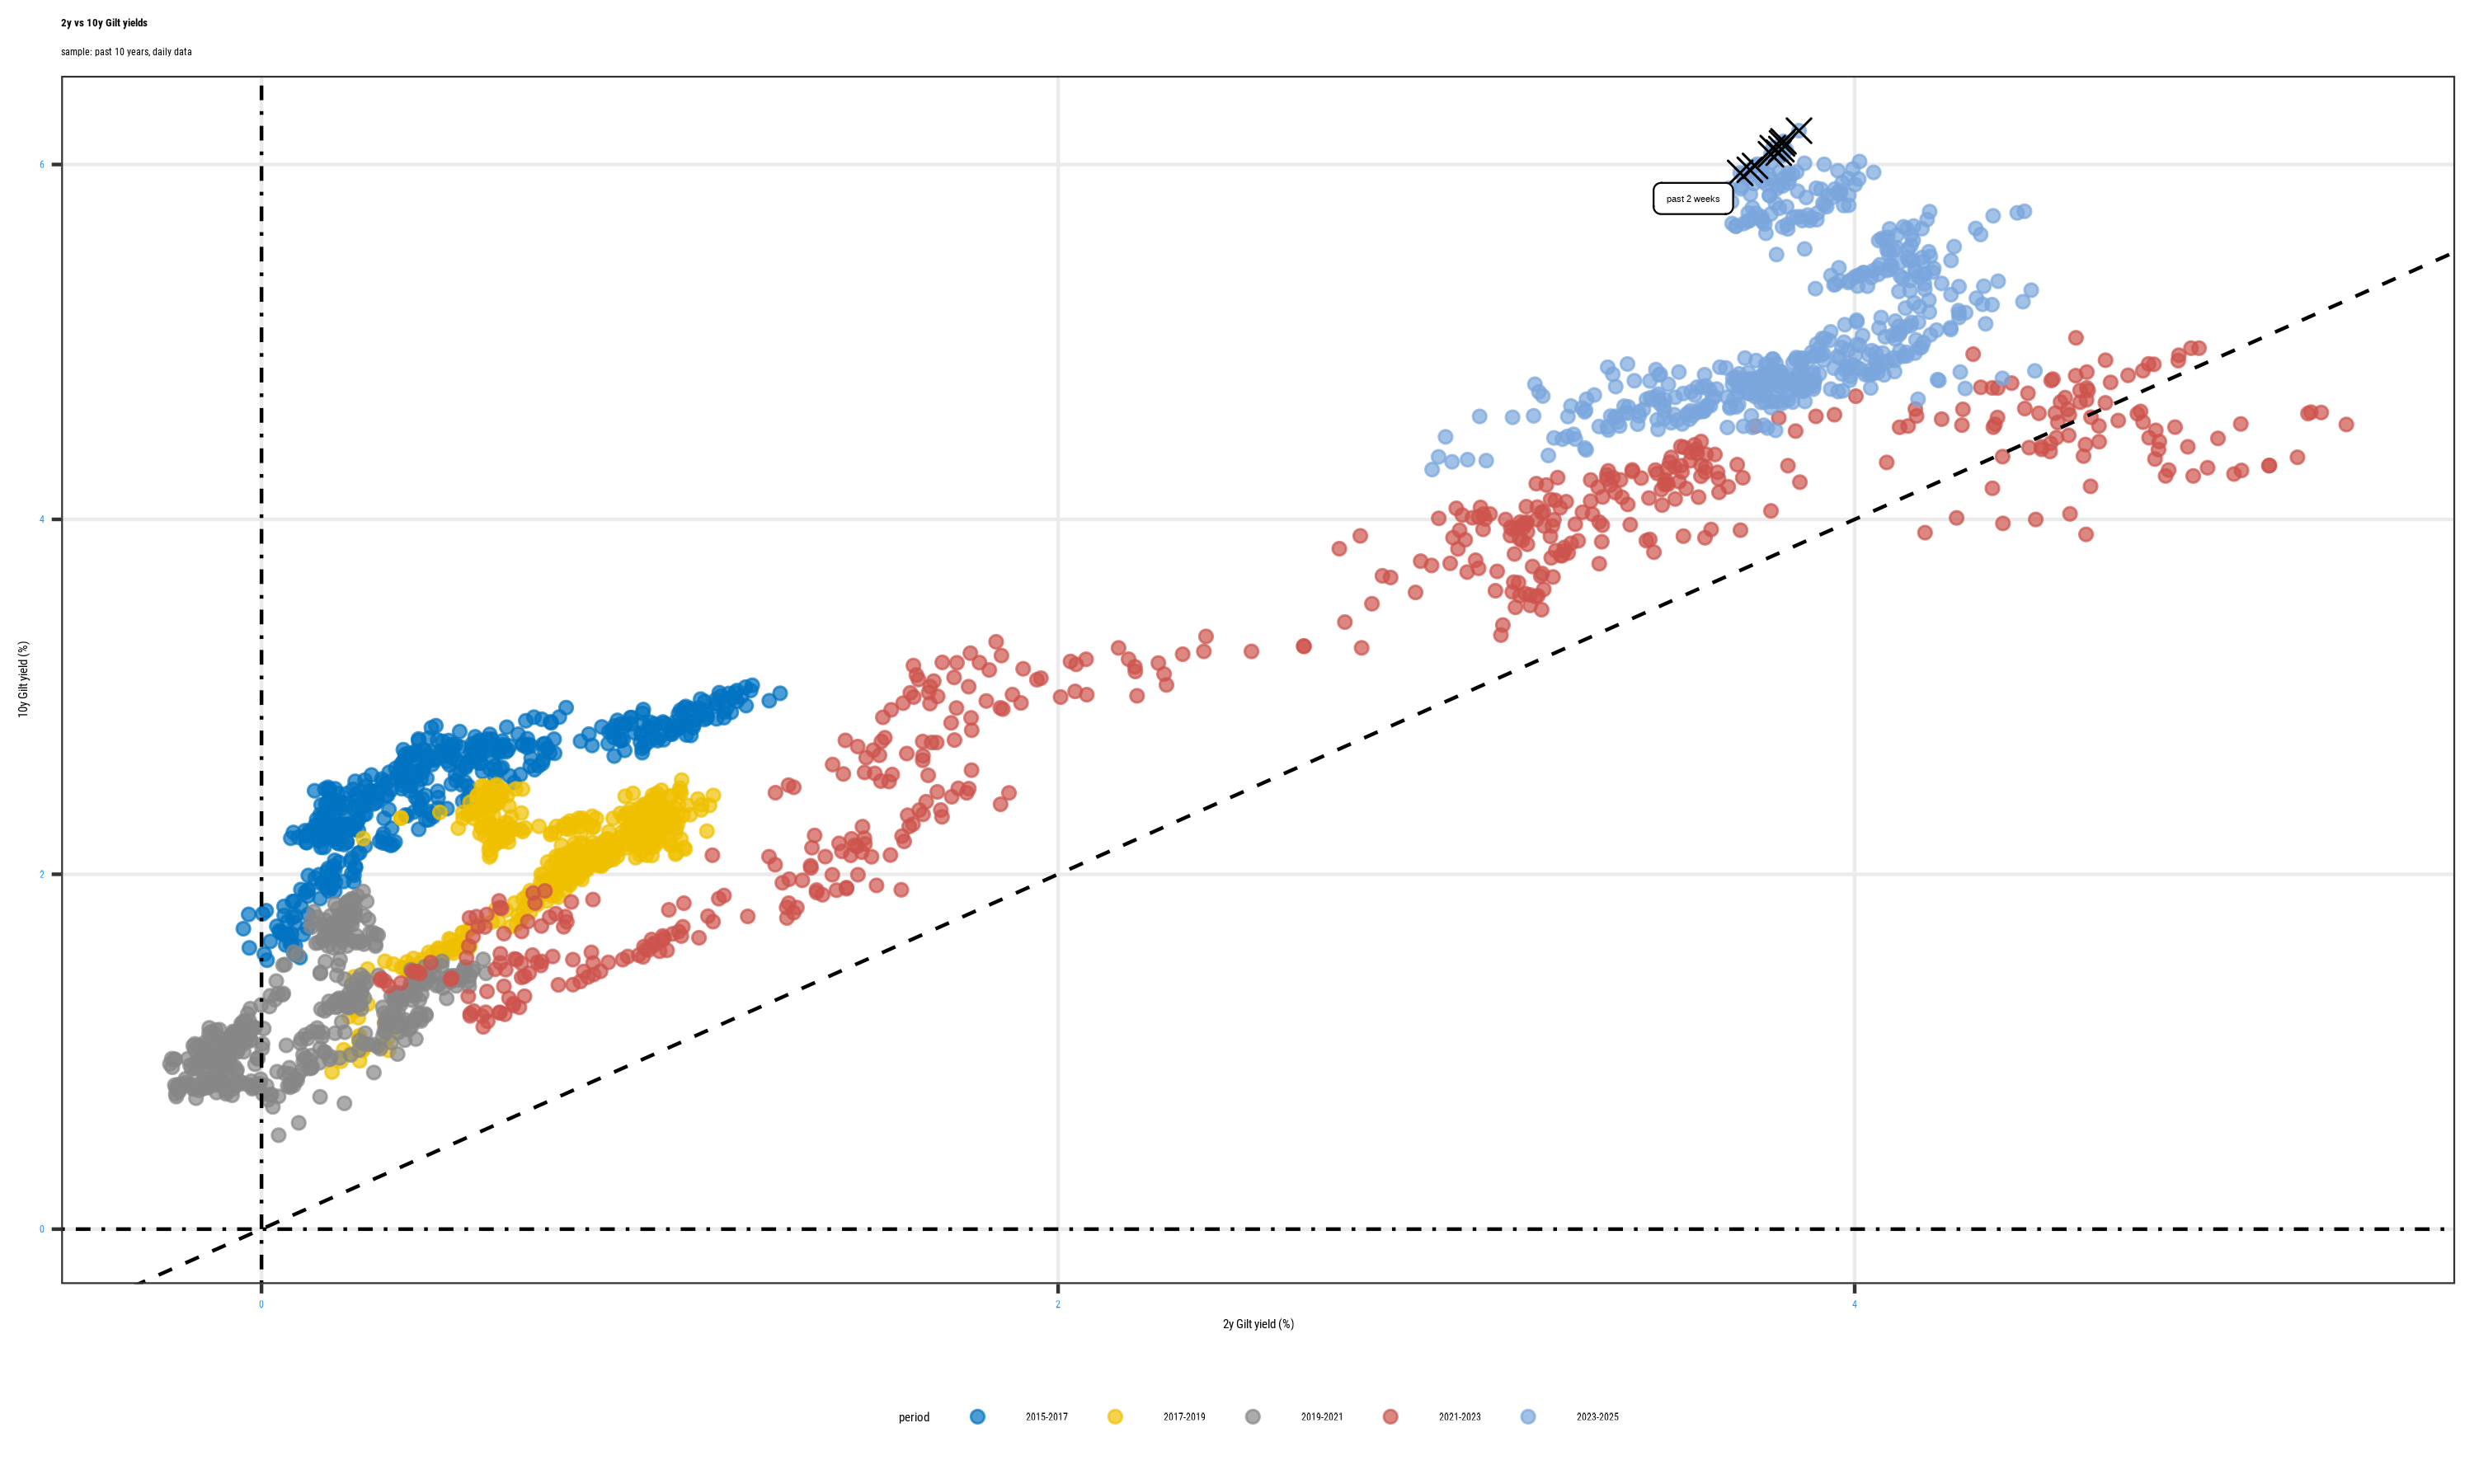 2y vs 10y Gilt yields
sample: past 10 years, daily data
10y Gilt yield (%)
6
4
2
0
past 2 weeks
0 2 4
2y Gilt yield (%)
period 2015-2017 2017-2019 2019-2021 2021-2023 2023-2025